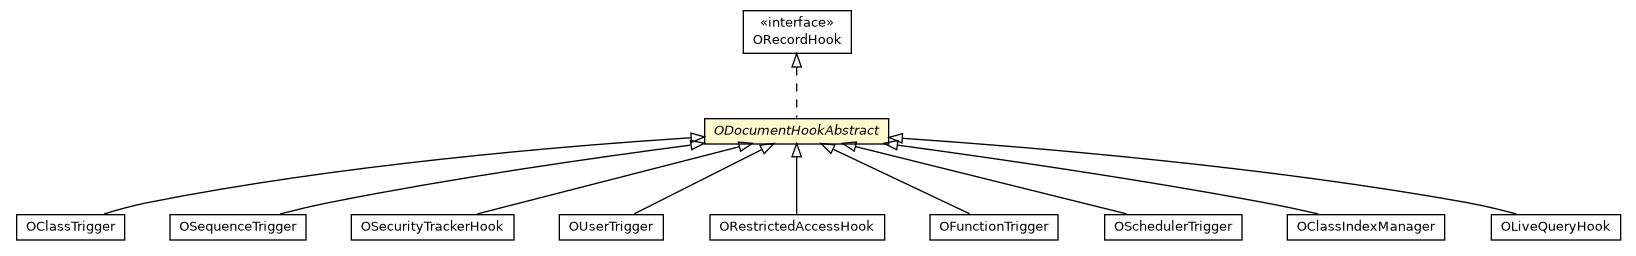 «interface»
ORecordHook
ODocumentHookAbstract
OClassTrigger
OSequenceTrigger
OSecurityTrackerHook
OUserTrigger
ORestrictedAccessHook
OFunctionTrigger
OSchedulerTrigger
OClassIndexManager
OLiveQueryHook